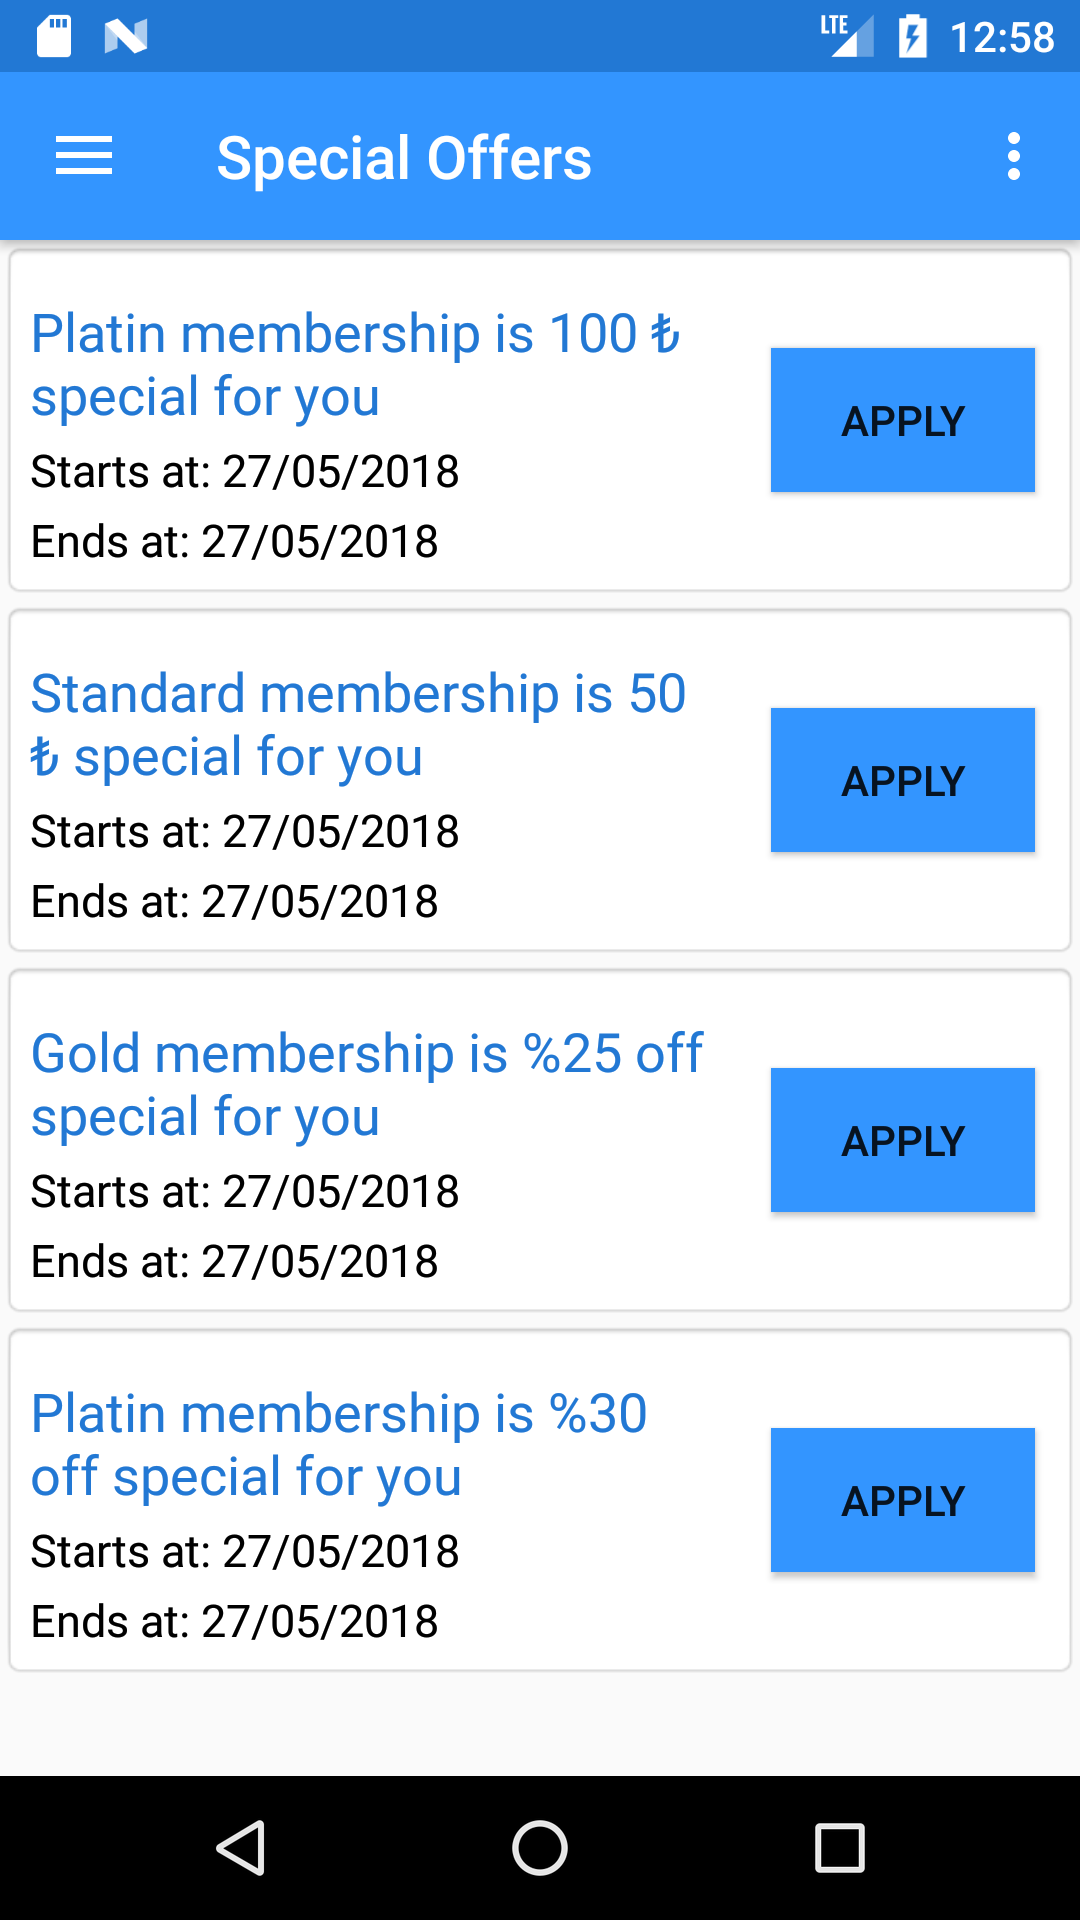 LTE 12:58
Special Offers
Platin membership is 100 ₺
special for you
Starts at: 27/05/2018
Ends at: 27/05/2018
APPLY
Standard membership is 50
₺ special for you
Starts at: 27/05/2018
Ends at: 27/05/2018
APPLY
Gold membership is %25 off
special for you
Starts at: 27/05/2018
Ends at: 27/05/2018
APPLY
Platin membership is %30
off special for you
Starts at: 27/05/2018
Ends at: 27/05/2018
APPLY